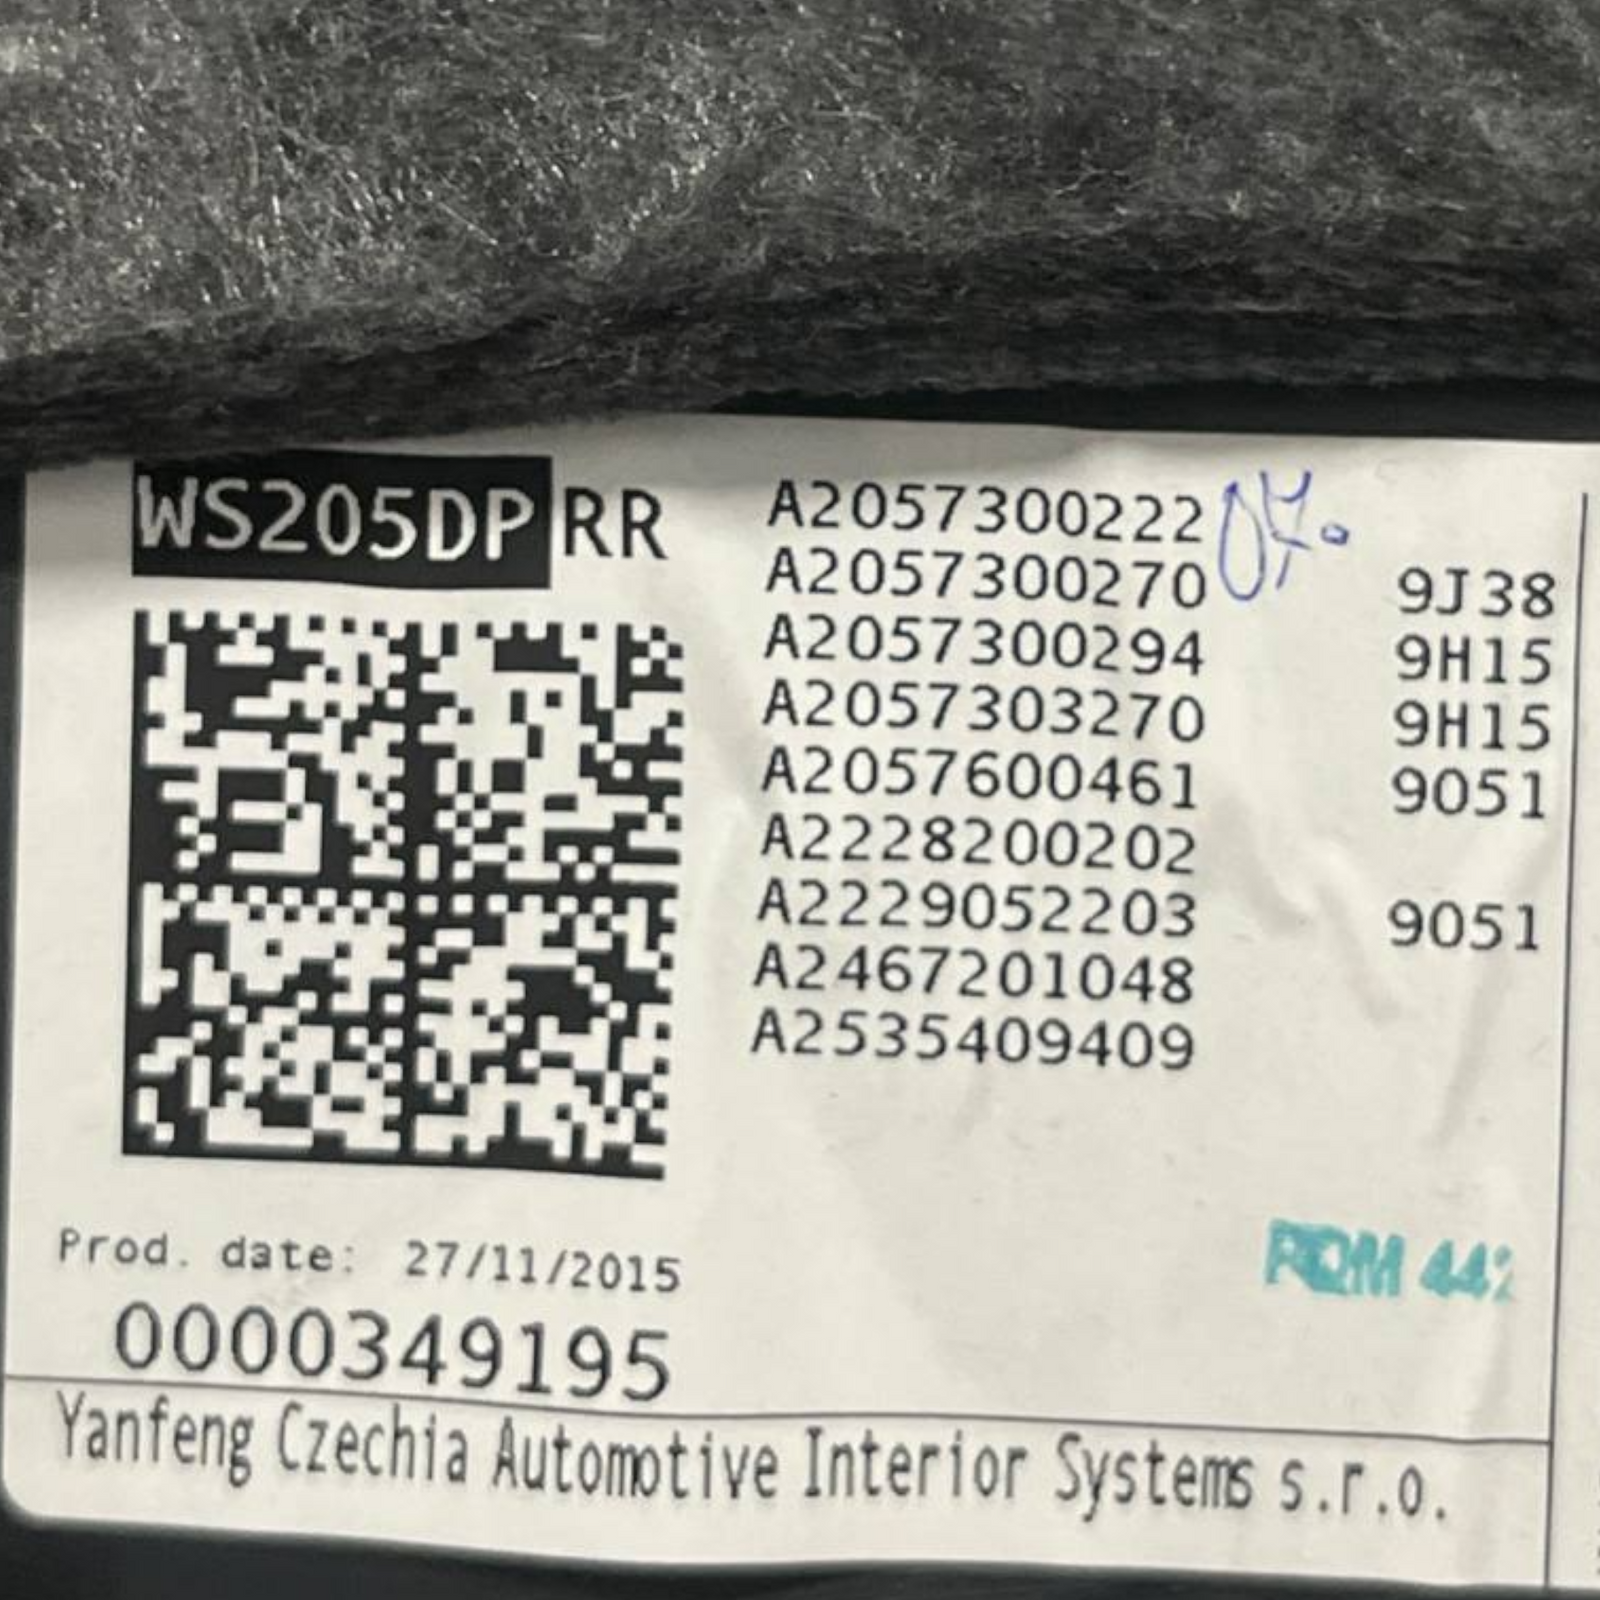 WS205DP RR
A2057300222
A2057300270 9J38
A2057300294 9H15
A2057303270 9H15
A2057600461 9051
A2228200202
A2229052203 9051
A2467201048
A2535409409
Prod. date: 27/11/2015
0000349195
Yanfeng Czechia Automotive Interior Systems s.r.o.